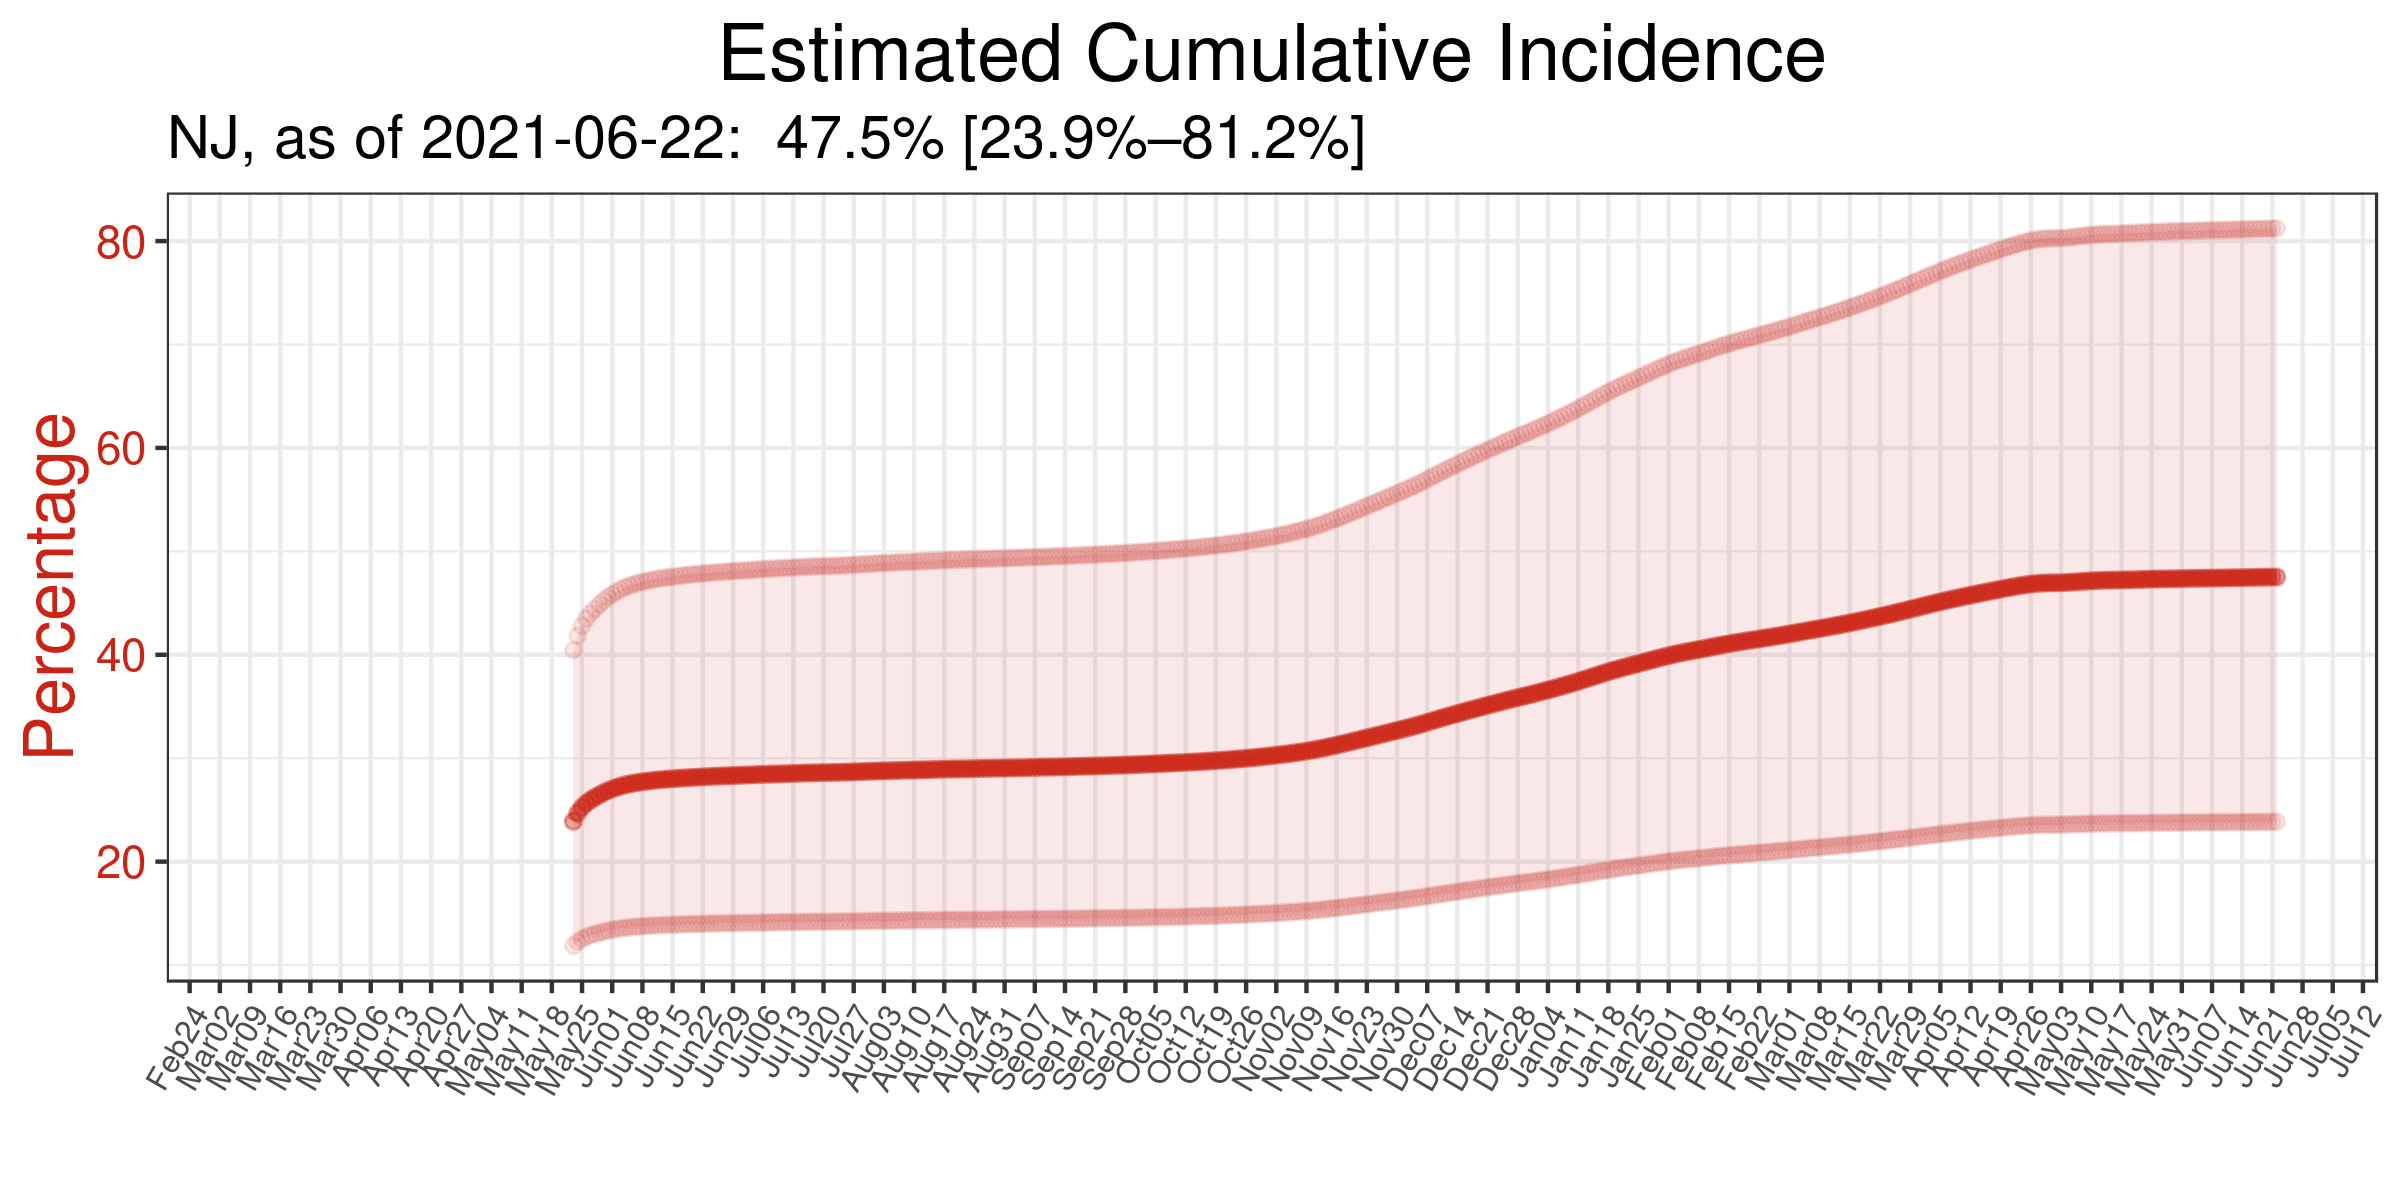 Estimated Cumulative Incidence
NJ, as of 2021-06-22: 47.5% [23.9%–81.2%]
Percentage
80
60
40
20
Feb24
Mar02
Mar09
Mar16
Mar23
Mar30
Apr06
Apr13
Apr20
Apr27
May04
May11
May18
May25
Jun01
Jun08
Jun15
Jun22
Jun29
Jul06
Jul13
Jul20
Jul27
Aug03
Aug10
Aug17
Aug24
Aug31
Sep07
Sep14
Sep21
Sep28
Oct05
Oct12
Oct19
Oct26
Nov02
Nov09
Nov16
Nov23
Nov30
Dec07
Dec14
Dec21
Dec28
Jan04
Jan11
Jan18
Jan25
Feb01
Feb08
Feb15
Feb22
Mar01
Mar08
Mar15
Mar22
Mar29
Apr05
Apr12
Apr19
Apr26
May03
May10
May17
May24
May31
Jun07
Jun14
Jun21
Jun28
Jul05
Jul12